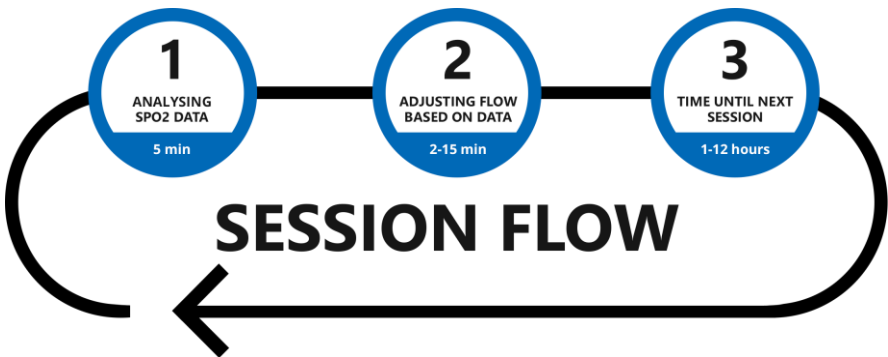 1
ANALYSING
SPO2 DATA
5 min
2
ADJUSTING FLOW
BASED ON DATA
2-15 min
3
TIME UNTIL NEXT
SESSION
1-12 hours
SESSION FLOW